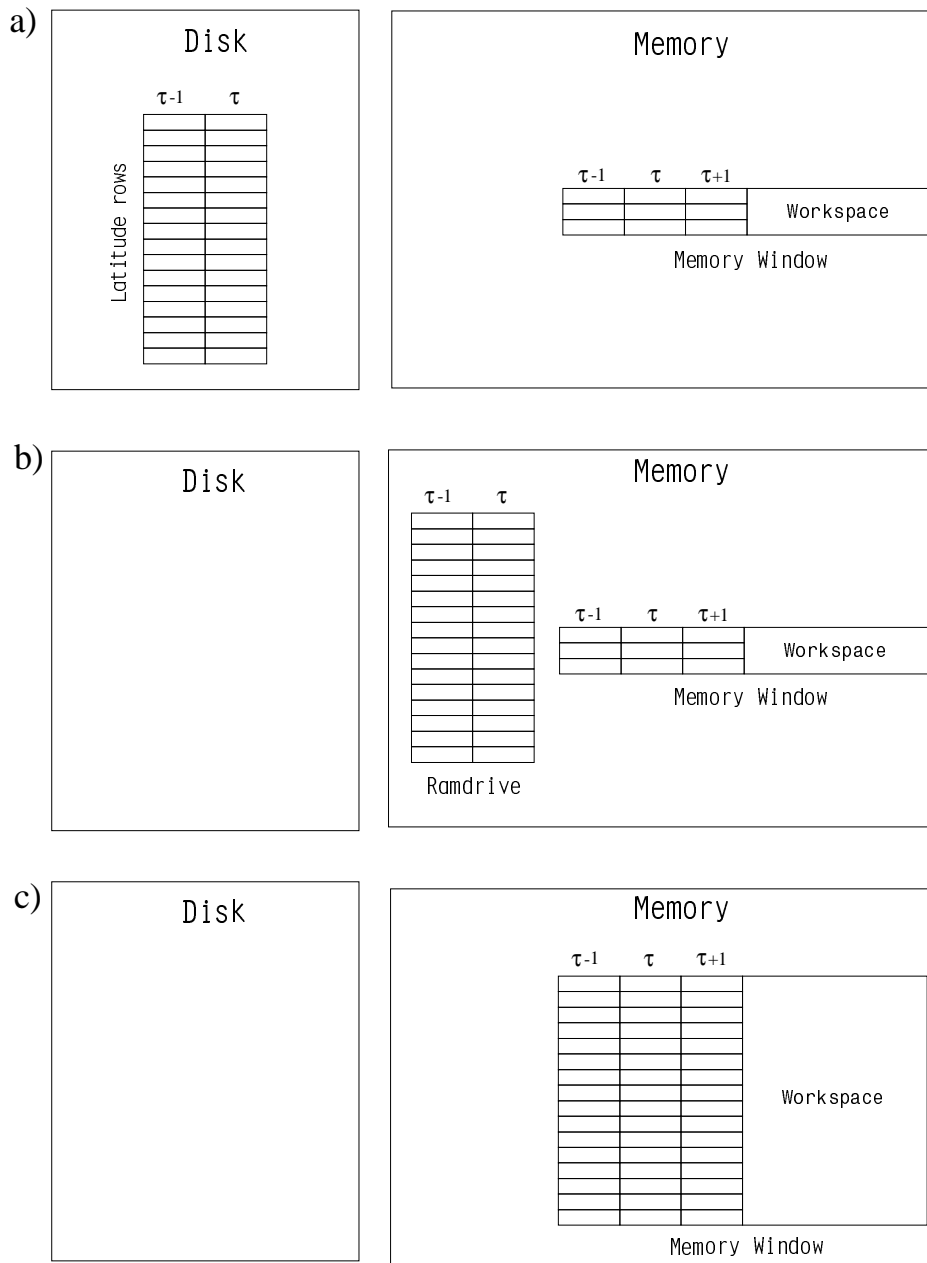 a)
Disk
τ-1 τ
Latitude rows
Memory
τ-1 τ τ+1
Workspace
Memory Window
b)
Disk
Memory
τ-1 τ
Ramdrive
τ-1 τ τ+1
Workspace
Memory Window
c)
Disk
Memory
τ-1 τ τ+1
Workspace
Memory Window